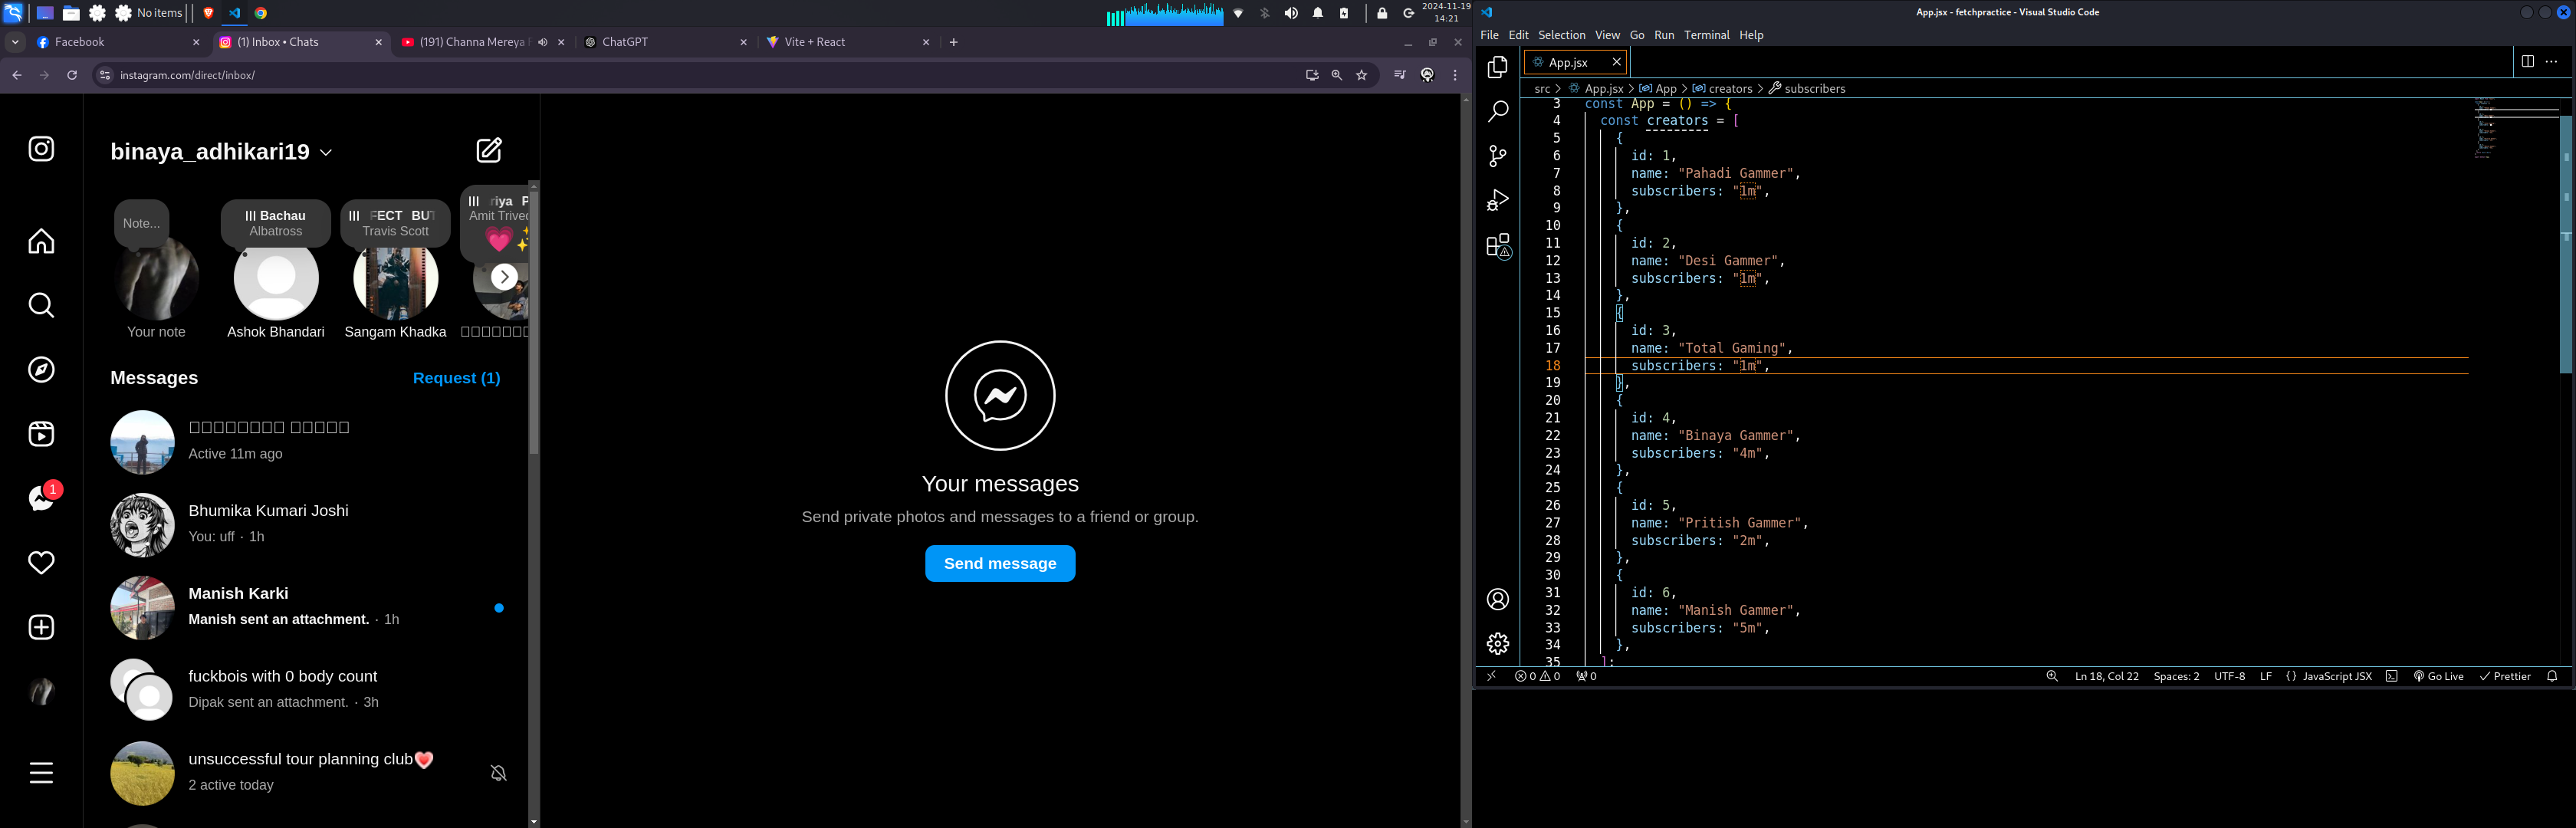 No items
2024-11-19
14:21
Facebook
(1) Inbox • Chats
(191) Channa Mereya
ChatGPT
Vite + React
instagram.com/direct/inbox/
binaya_adhikari19
Note...
Bachau
Albatross
FECT BUT
Travis Scott
riya P
Amit Trived
Your note
Ashok Bhandari
Sangam Khadka
Messages
Request (1)
Active 11m ago
Bhumika Kumari Joshi
You: uff · 1h
1
Manish Karki
Manish sent an attachment. · 1h
fuckbois with 0 body count
Dipak sent an attachment. · 3h
unsuccessful tour planning club
2 active today
Your messages
Send private photos and messages to a friend or group.
Send message
App.jsx - fetchpractice - Visual Studio Code
File Edit Selection View Go Run Terminal Help
App.jsx
src > App.jsx > App > creators > subscribers
3 const App = () => {
4 const creators = [
5 {
6 id: 1,
7 name: "Pahadi Gammer",
8 subscribers: "1m",
9 },
10 {
11 id: 2,
12 name: "Desi Gammer",
13 subscribers: "1m",
14 },
15 {
16 id: 3,
17 name: "Total Gaming",
18 subscribers: "1m",
19 },
20 {
21 id: 4,
22 name: "Binaya Gammer",
23 subscribers: "4m",
24 },
25 {
26 id: 5,
27 name: "Pritish Gammer",
28 subscribers: "2m",
29 },
30 {
31 id: 6,
32 name: "Manish Gammer",
33 subscribers: "5m",
34 },
35 ];
0 0 0 Ln 18, Col 22 Spaces: 2 UTF-8 LF {} JavaScript JSX Go Live Prettier